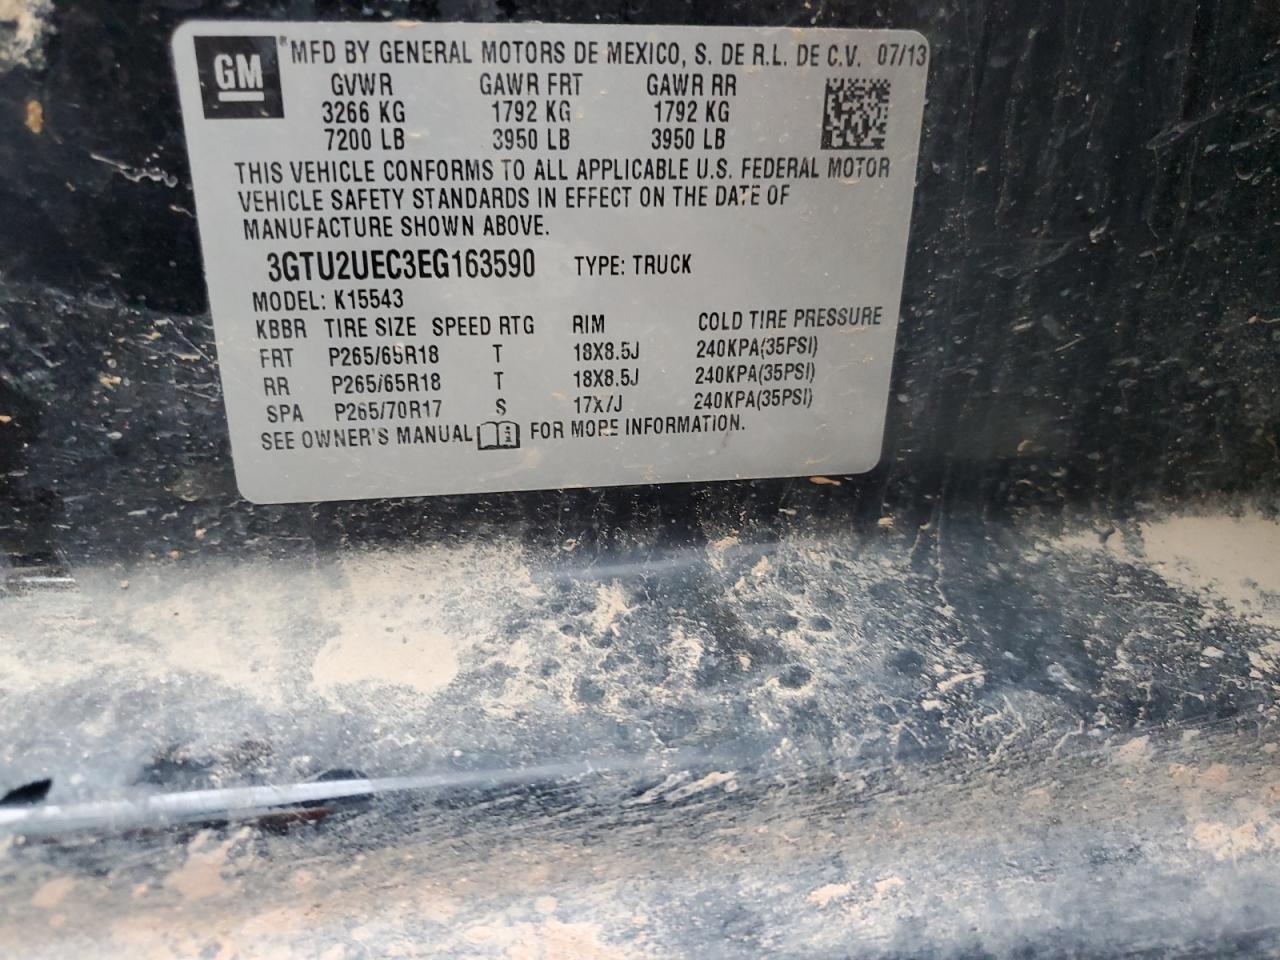 GM® MFD BY GENERAL MOTORS DE MEXICO, S. DE R.L. DE C.V. 07/13
GVWR GAWR FRT GAWR RR
3266 KG 1792 KG 1792 KG
7200 LB 3950 LB 3950 LB
THIS VEHICLE CONFORMS TO ALL APPLICABLE U.S. FEDERAL MOTOR
VEHICLE SAFETY STANDARDS IN EFFECT ON THE DATE OF
MANUFACTURE SHOWN ABOVE.
3GTU2UEC3EG163590 TYPE: TRUCK
MODEL: K15543
KBBR TIRE SIZE SPEED RTG RIM COLD TIRE PRESSURE
FRT P265/65R18 T 18X8.5J 240KPA(35PSI)
RR P265/65R18 T 18X8.5J 240KPA(35PSI)
SPA P265/70R17 S 17X7J 240KPA(35PSI)
SEE OWNER'S MANUAL FOR MORE INFORMATION.